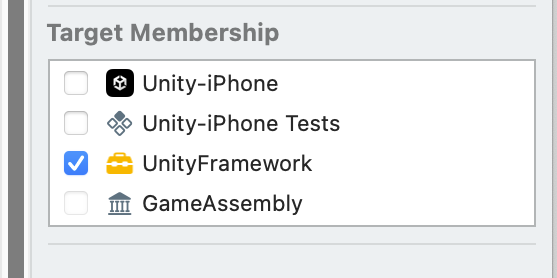 Target Membership
Unity-iPhone
Unity-iPhone Tests
UnityFramework
GameAssembly